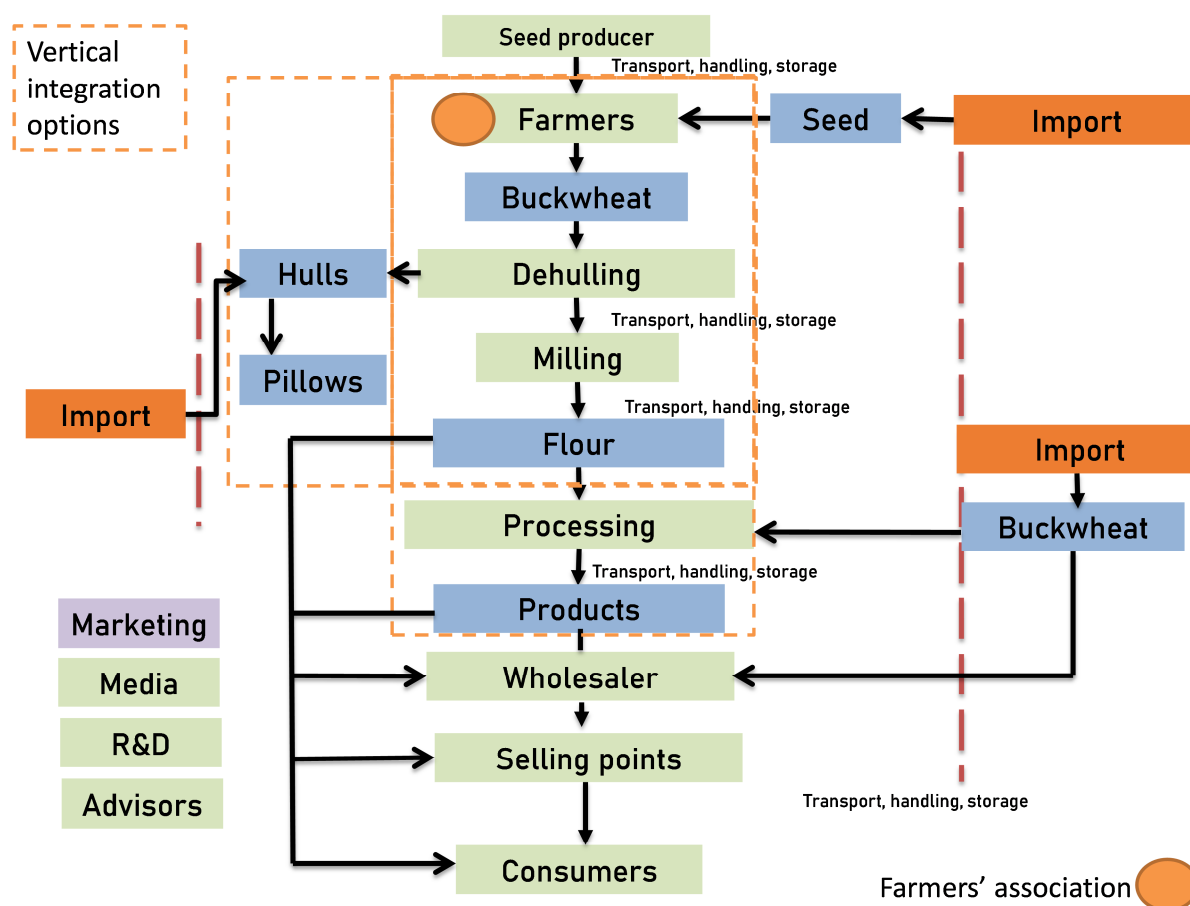 Vertical
integration
options
Seed producer
Transport, handling, storage
Farmers
Seed
Import
Buckwheat
Hulls
Dehulling
Transport, handling, storage
Milling
Pillows
Import
Transport, handling, storage
Flour
Import
Processing
Buckwheat
Transport, handling, storage
Products
Marketing
Wholesaler
Media
R&D
Selling points
Advisors
Transport, handling, storage
Consumers
Farmers' association